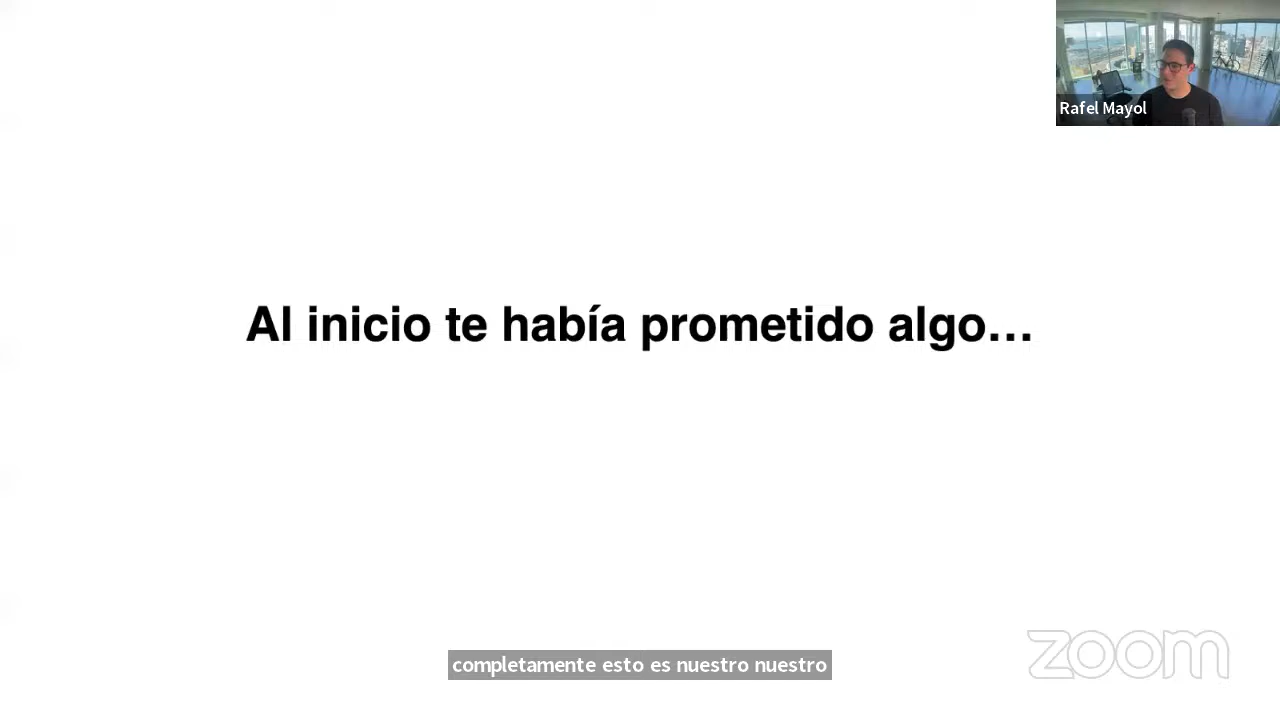 Rafel Mayol
Al inicio te había prometido algo…
completamente esto es nuestro nuestro
zoom